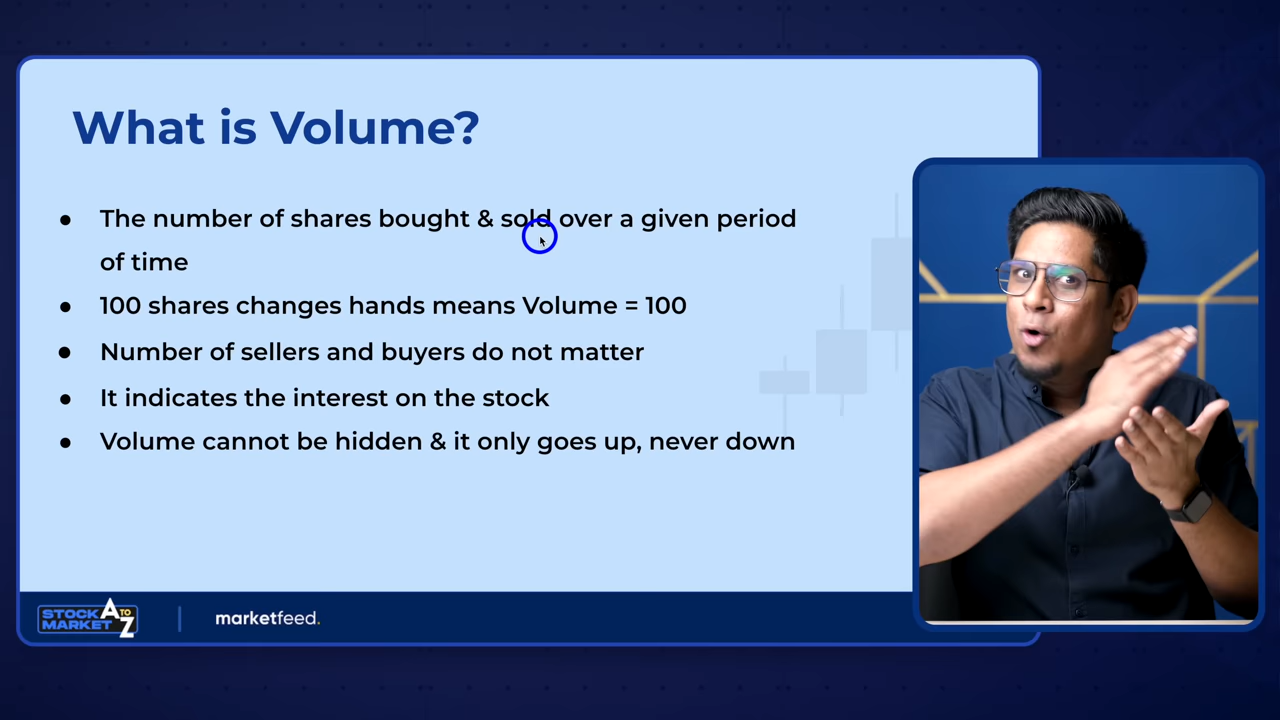 What is Volume?
● The number of shares bought & sold over a given period
of time
● 100 shares changes hands means Volume = 100
● Number of sellers and buyers do not matter
● It indicates the interest on the stock
● Volume cannot be hidden & it only goes up, never down
STOCK MARKET A TO Z
marketfeed.